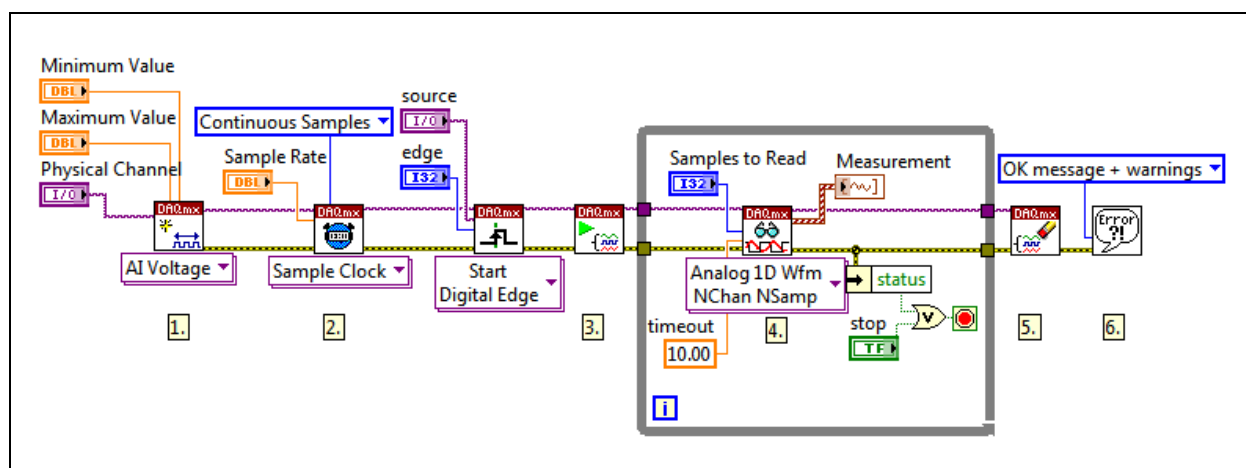 Minimum Value
DBL
Maximum Value
DBL
Physical Channel
I/O
Continuous Samples
Sample Rate
DBL
source
I/O
edge
I32
DAQmx
AI Voltage
1.
DAQmx
Sample Clock
2.
DAQmx
Start
Digital Edge
DAQmx
3.
Samples to Read
I32
Measurement
DAQmx
Analog 1D Wfm
NChan NSamp
timeout
10.00
4.
status
stop
TF
i
OK message + warnings
DAQmx
5.
Error
?!
6.